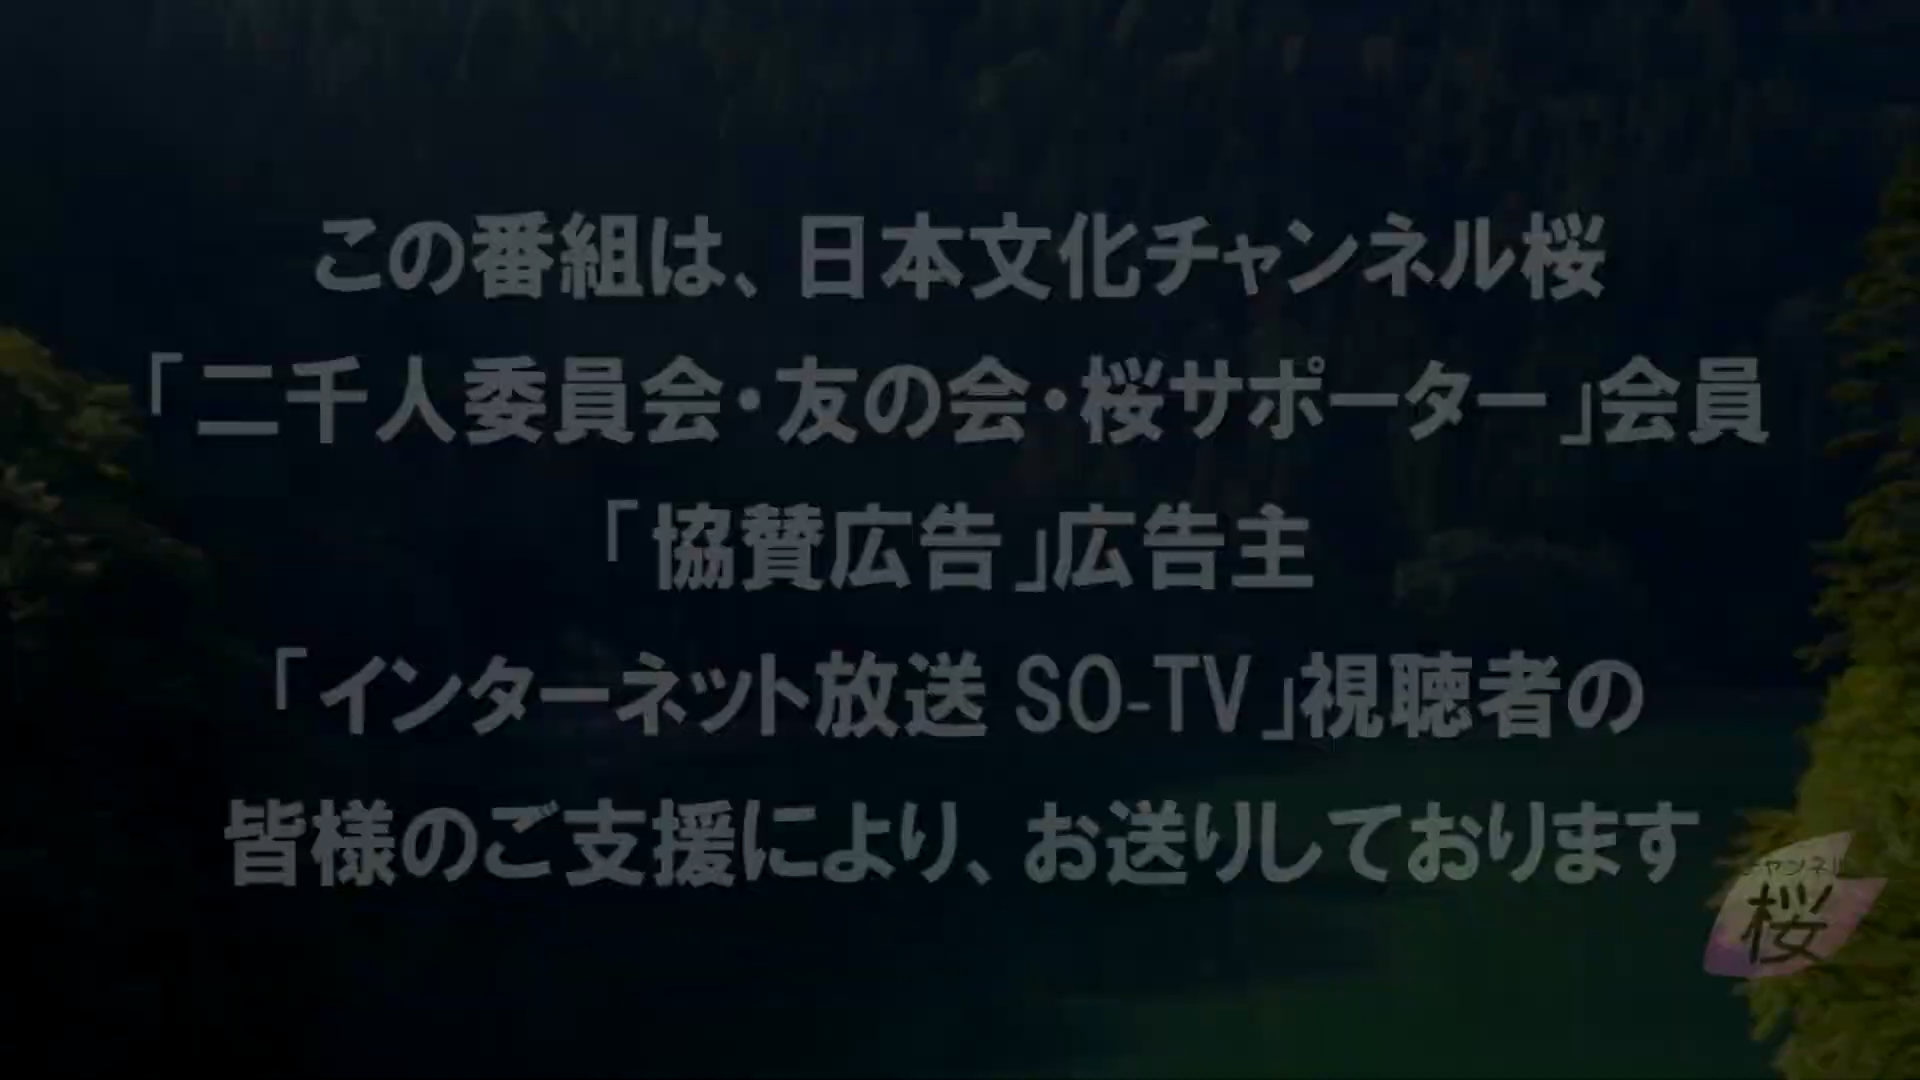 この番組は、日本文化チャンネル桜
「二千人委員会・友の会・桜サポーター」会員
「協賛広告」広告主
「インターネット放送 SO-TV」視聴者の
皆様のご支援により、お送りしております
チャンネル
桜